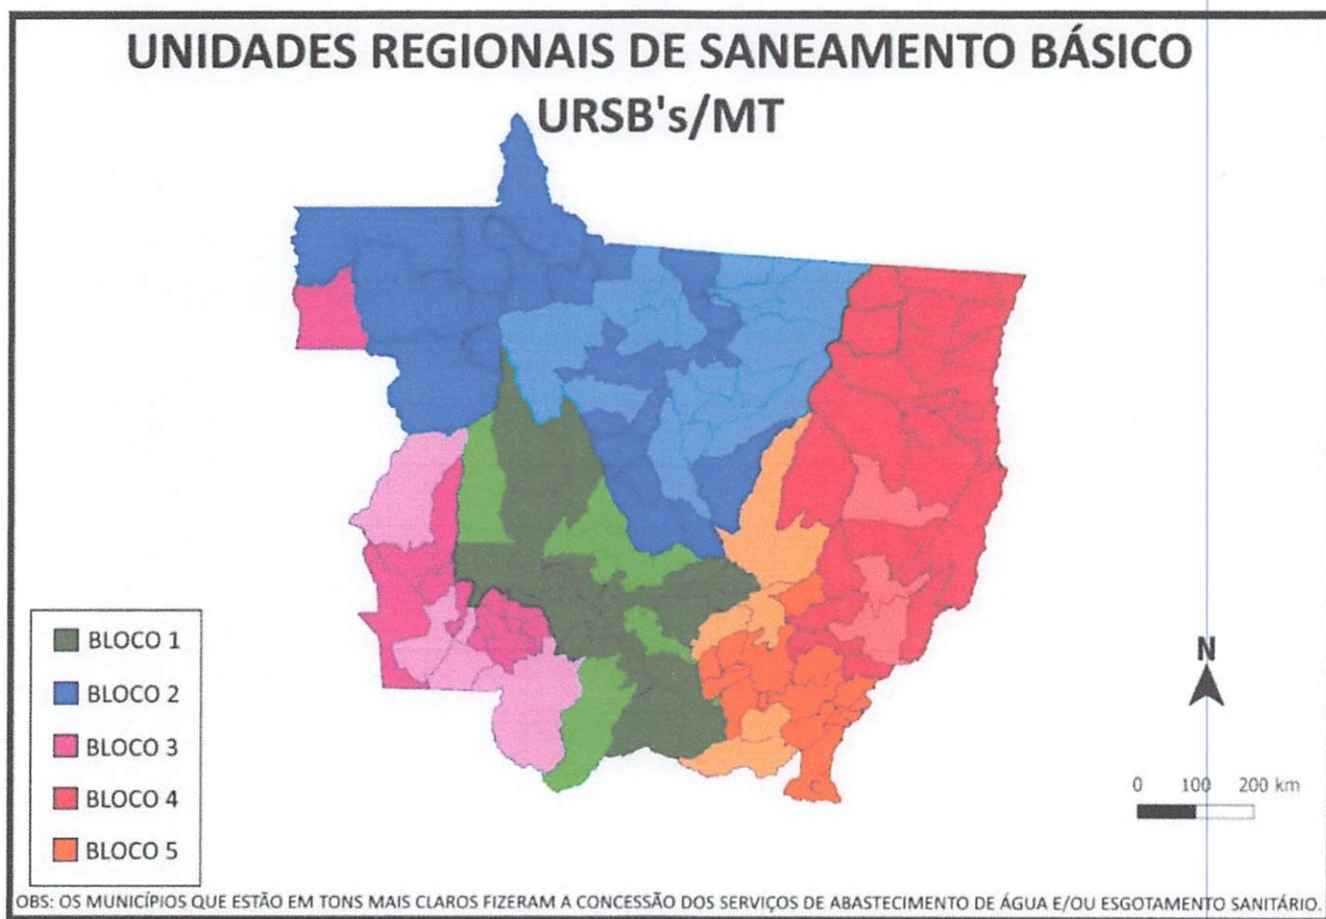 UNIDADES REGIONAIS DE SANEAMENTO BÁSICO
URSB's/MT
BLOCO 1
BLOCO 2
BLOCO 3
BLOCO 4
BLOCO 5
N
0 100 200 km
OBS: OS MUNICÍPIOS QUE ESTÃO EM TONS MAIS CLAROS FIZERAM A CONCESSÃO DOS SERVIÇOS DE ABASTECIMENTO DE ÁGUA E/OU ESGOTAMENTO SANITÁRIO.